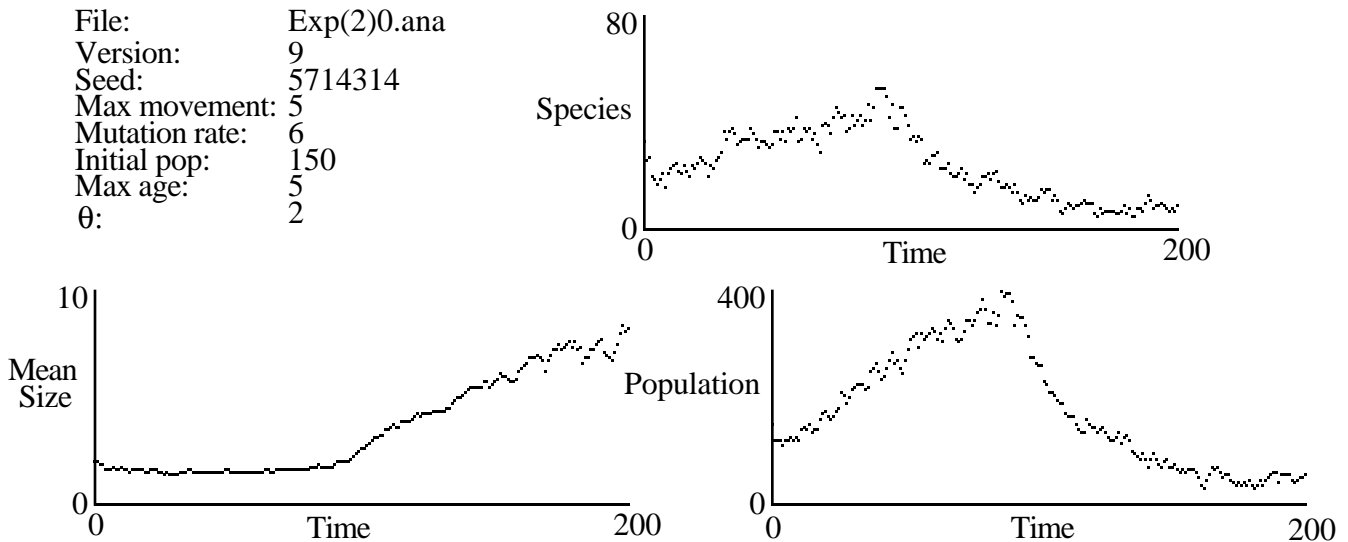 File: Exp(2)0.ana
Version: 9
Seed: 5714314
Max movement: 5
Mutation rate: 6
Initial pop: 150
Max age: 5
θ: 2
80
Species
0
0 Time 200
10
Mean
Size
0
0 Time 200
400
Population
0
0 Time 200